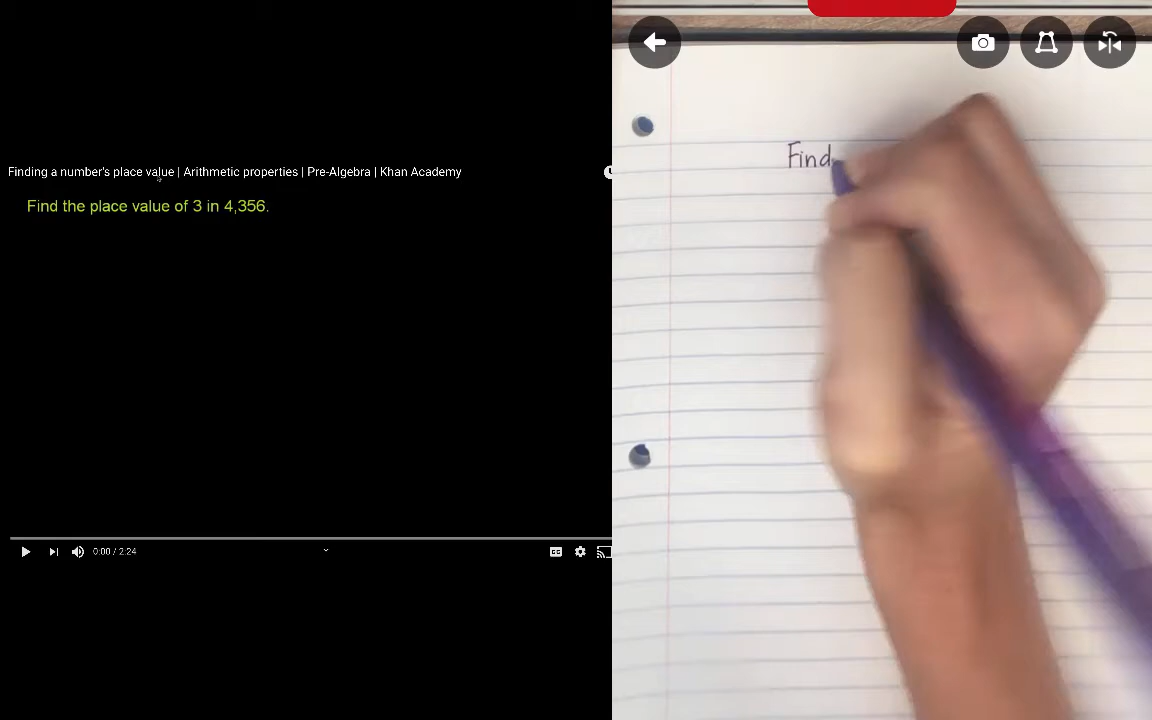 Finding a number's place value | Arithmetic properties | Pre-Algebra | Khan Academy
Find the place value of 3 in 4,356.
0:00 / 2:24
CC
Find